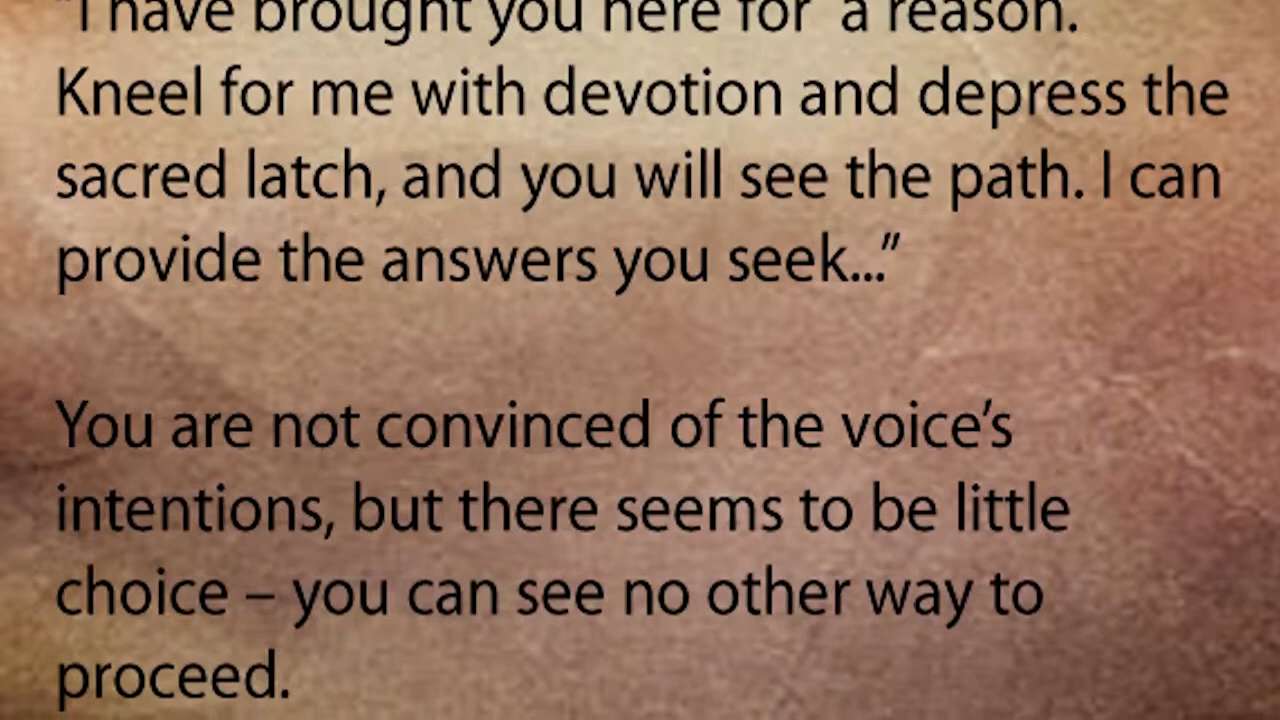 "I have brought you here for  a reason.
Kneel for me with devotion and depress the
sacred latch, and you will see the path. I can
provide the answers you seek..."
You are not convinced of the voice's
intentions, but there seems to be little
choice – you can see no other way to
proceed.